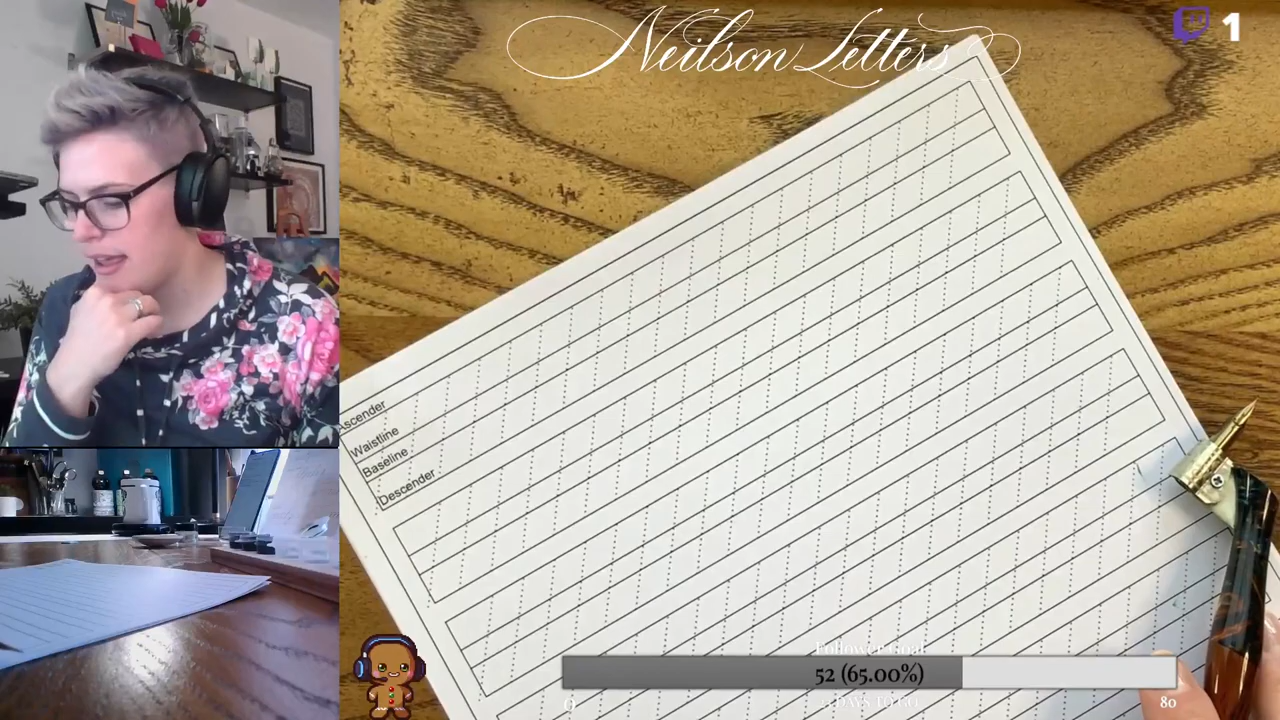 Neilson Letters
1
Ascender
Waistline
Baseline
Descender
Follower Goal
52 (65.00%)
80